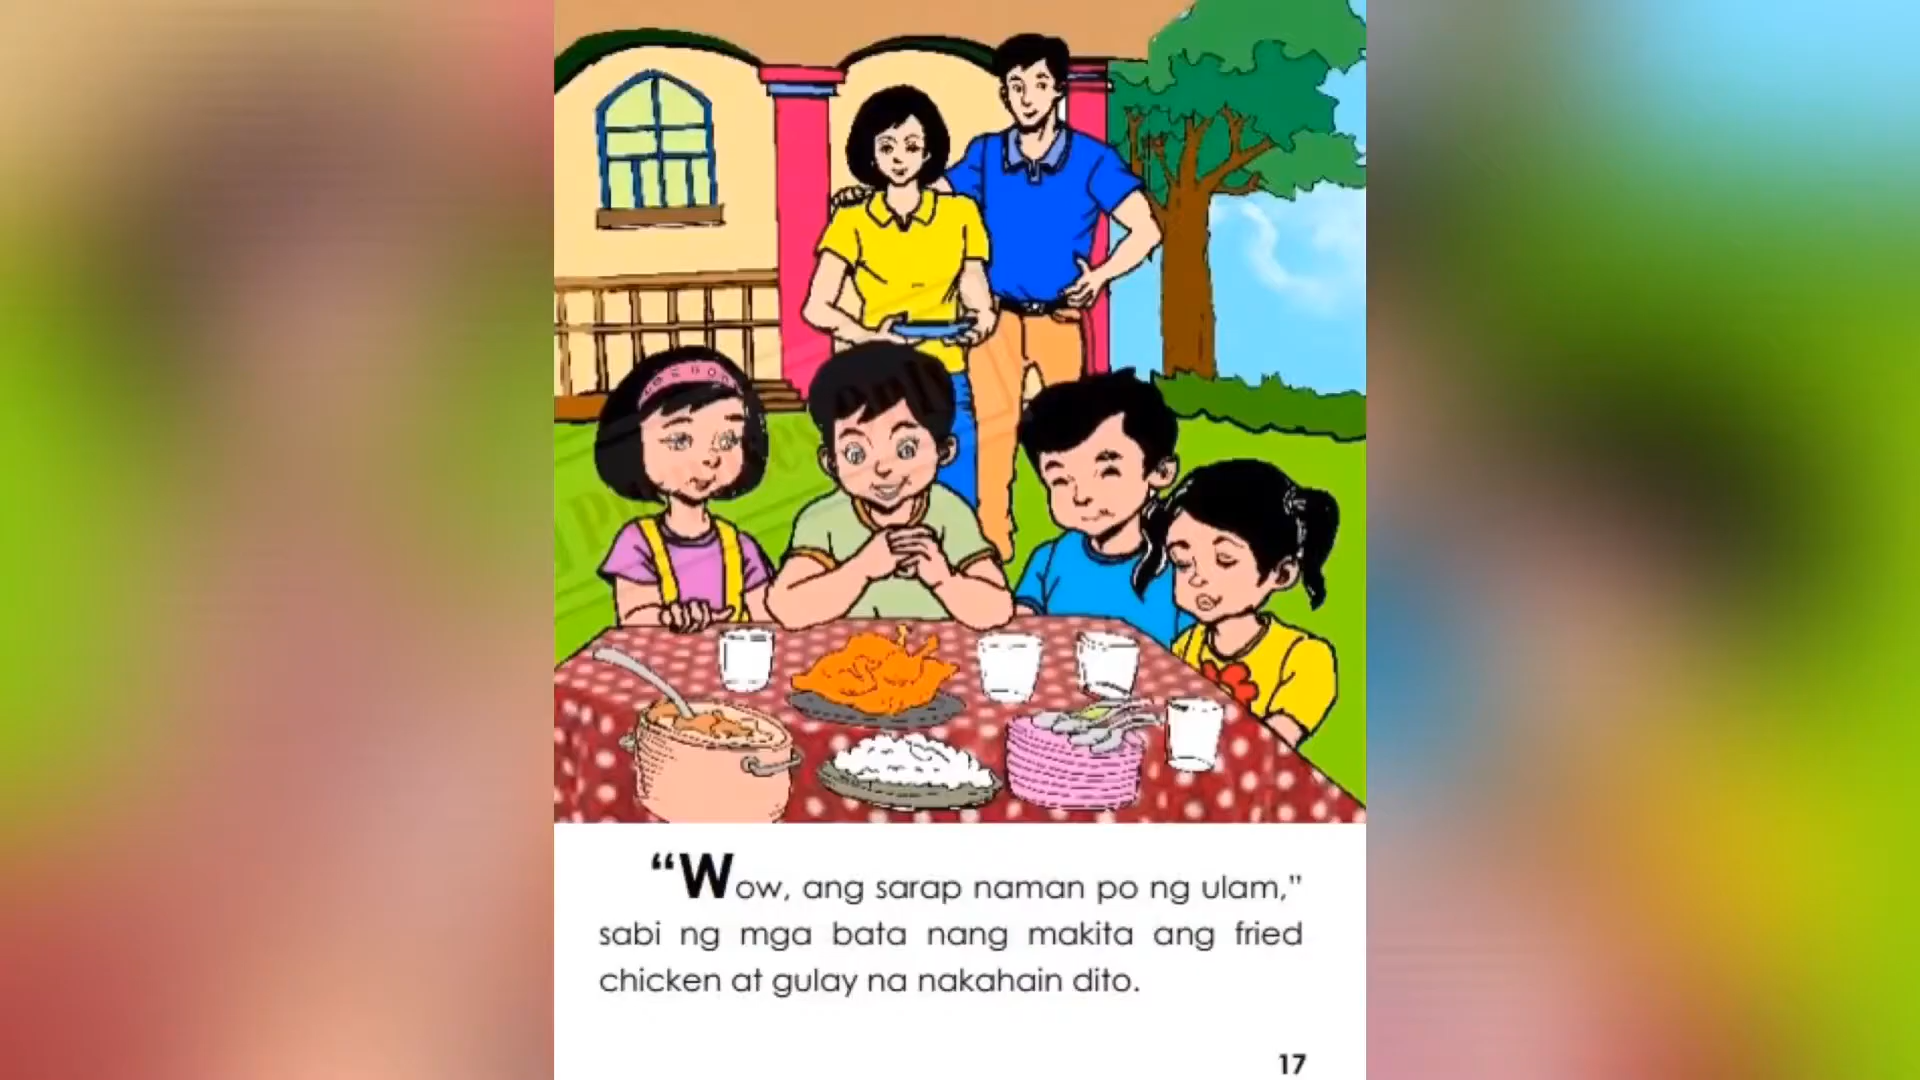 “Wow, ang sarap naman po ng ulam,”
sabi ng mga bata nang makita ang fried
chicken at gulay na nakahain dito.
17